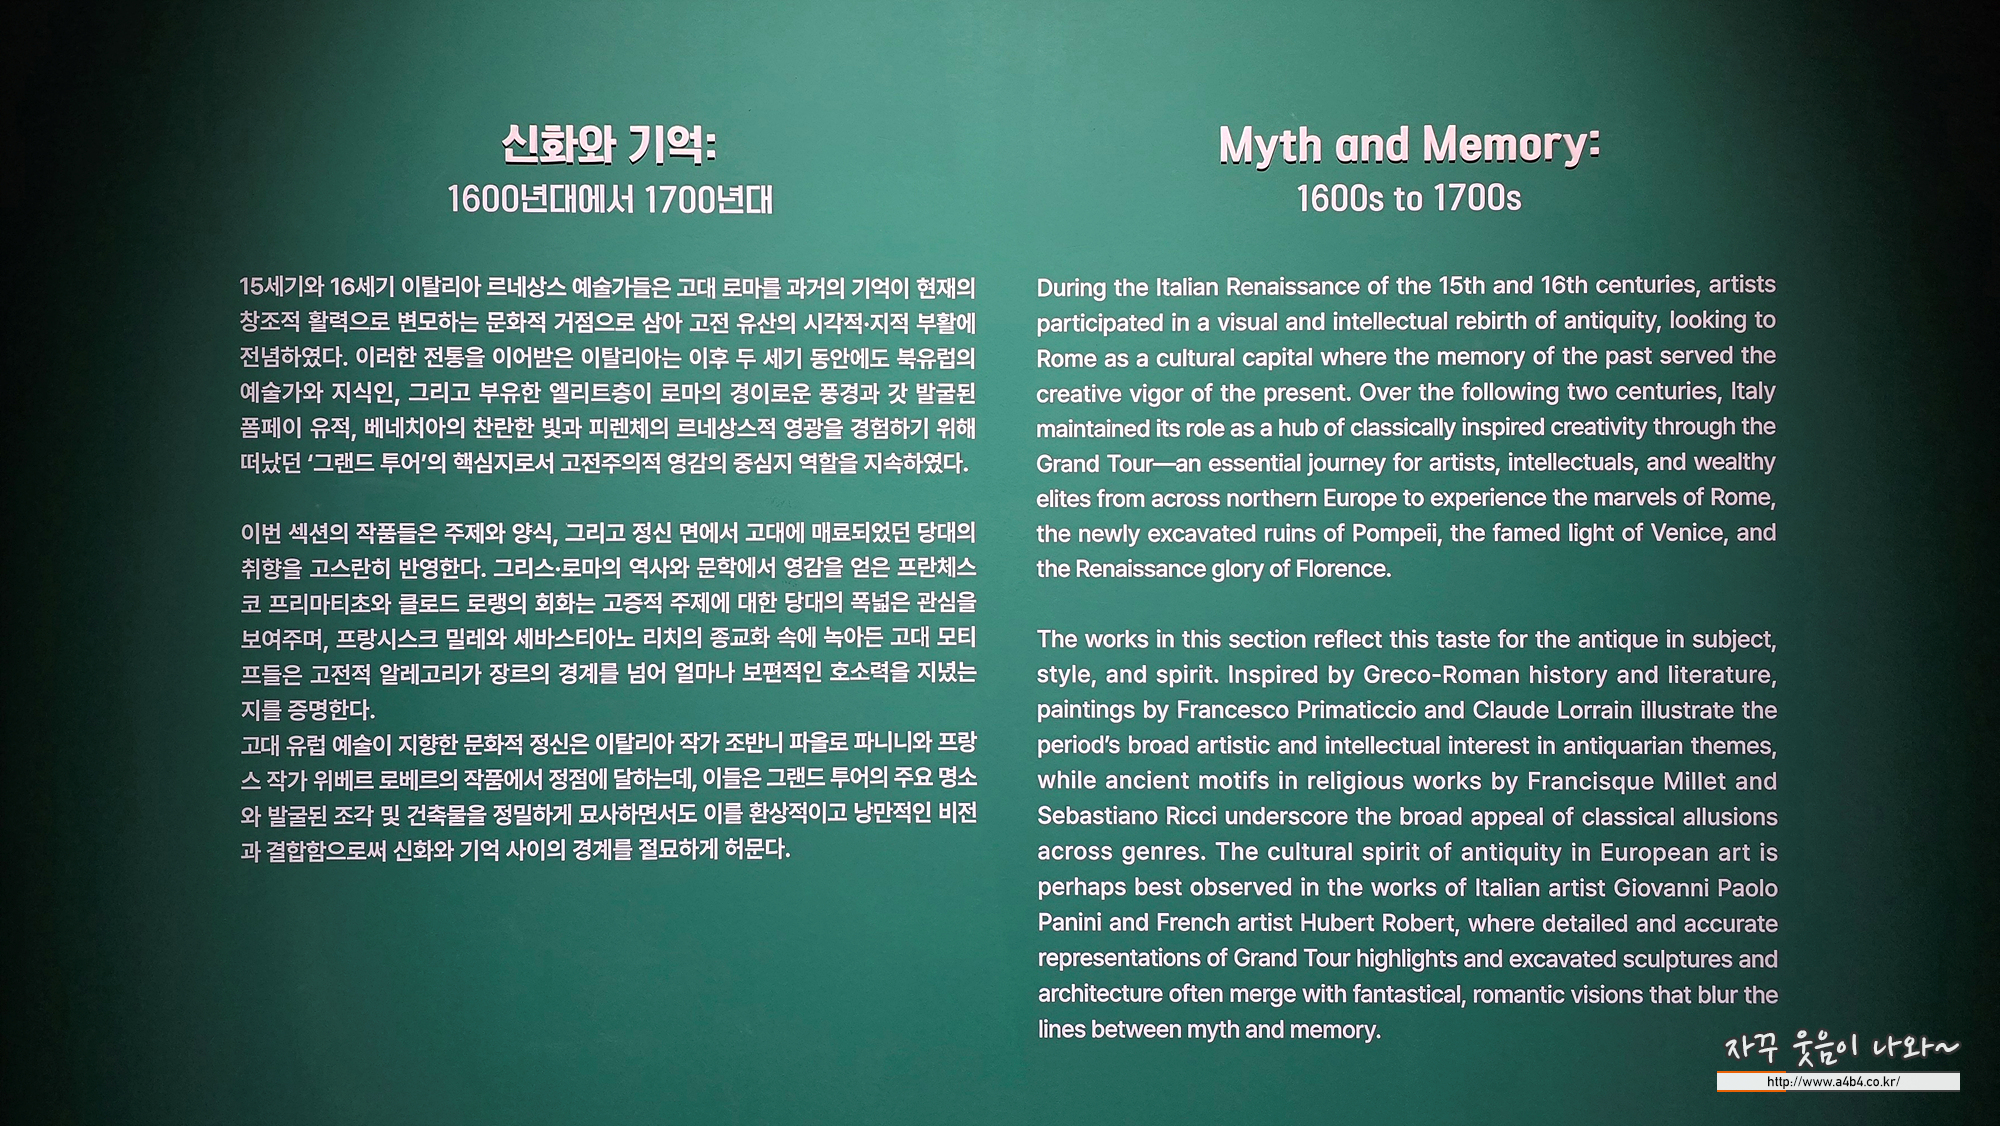 신화와 기억:
1600년대에서 1700년대
15세기와 16세기 이탈리아 르네상스 예술가들은 고대 로마를 과거의 기억이 현재의
창조적 활력으로 변모하는 문화적 거점으로 삼아 고전 유산의 시각적·지적 부활에
전념하였다. 이러한 전통을 이어받은 이탈리아는 이후 두 세기 동안에도 북유럽의
예술가와 지식인, 그리고 부유한 엘리트층이 로마의 경이로운 풍경과 갓 발굴된
폼페이 유적, 베네치아의 찬란한 빛과 피렌체의 르네상스적 영광을 경험하기 위해
떠났던 ‘그랜드 투어’의 핵심지로서 고전주의적 영감의 중심지 역할을 지속하였다.
이번 섹션의 작품들은 주제와 양식, 그리고 정신 면에서 고대에 매료되었던 당대의
취향을 고스란히 반영한다. 그리스·로마의 역사와 문학에서 영감을 얻은 프란체스
코 프리마티초와 클로드 로랭의 회화는 고증적 주제에 대한 당대의 폭넓은 관심을
보여주며, 프랑시스크 밀레와 세바스티아노 리치의 종교화 속에 녹아든 고대 모티
프들은 고전적 알레고리가 장르의 경계를 넘어 얼마나 보편적인 호소력을 지녔는
지를 증명한다.
고대 유럽 예술이 지향한 문화적 정신은 이탈리아 작가 조반니 파올로 파니니와 프랑
스 작가 위베르 로베르의 작품에서 정점에 달하는데, 이들은 그랜드 투어의 주요 명소
와 발굴된 조각 및 건축물을 정밀하게 묘사하면서도 이를 환상적이고 낭만적인 비전
과 결합함으로써 신화와 기억 사이의 경계를 절묘하게 허문다.
Myth and Memory:
1600s to 1700s
During the Italian Renaissance of the 15th and 16th centuries, artists
participated in a visual and intellectual rebirth of antiquity, looking to
Rome as a cultural capital where the memory of the past served the
creative vigor of the present. Over the following two centuries, Italy
maintained its role as a hub of classically inspired creativity through the
Grand Tour—an essential journey for artists, intellectuals, and wealthy
elites from across northern Europe to experience the marvels of Rome,
the newly excavated ruins of Pompeii, the famed light of Venice, and
the Renaissance glory of Florence.
The works in this section reflect this taste for the antique in subject,
style, and spirit. Inspired by Greco-Roman history and literature,
paintings by Francesco Primaticcio and Claude Lorrain illustrate the
period’s broad artistic and intellectual interest in antiquarian themes,
while ancient motifs in religious works by Francisque Millet and
Sebastiano Ricci underscore the broad appeal of classical allusions
across genres. The cultural spirit of antiquity in European art is
perhaps best observed in the works of Italian artist Giovanni Paolo
Panini and French artist Hubert Robert, where detailed and accurate
representations of Grand Tour highlights and excavated sculptures and
architecture often merge with fantastical, romantic visions that blur the
lines between myth and memory.
자꾸 웃음이 나와~
http://www.a4b4.co.kr/